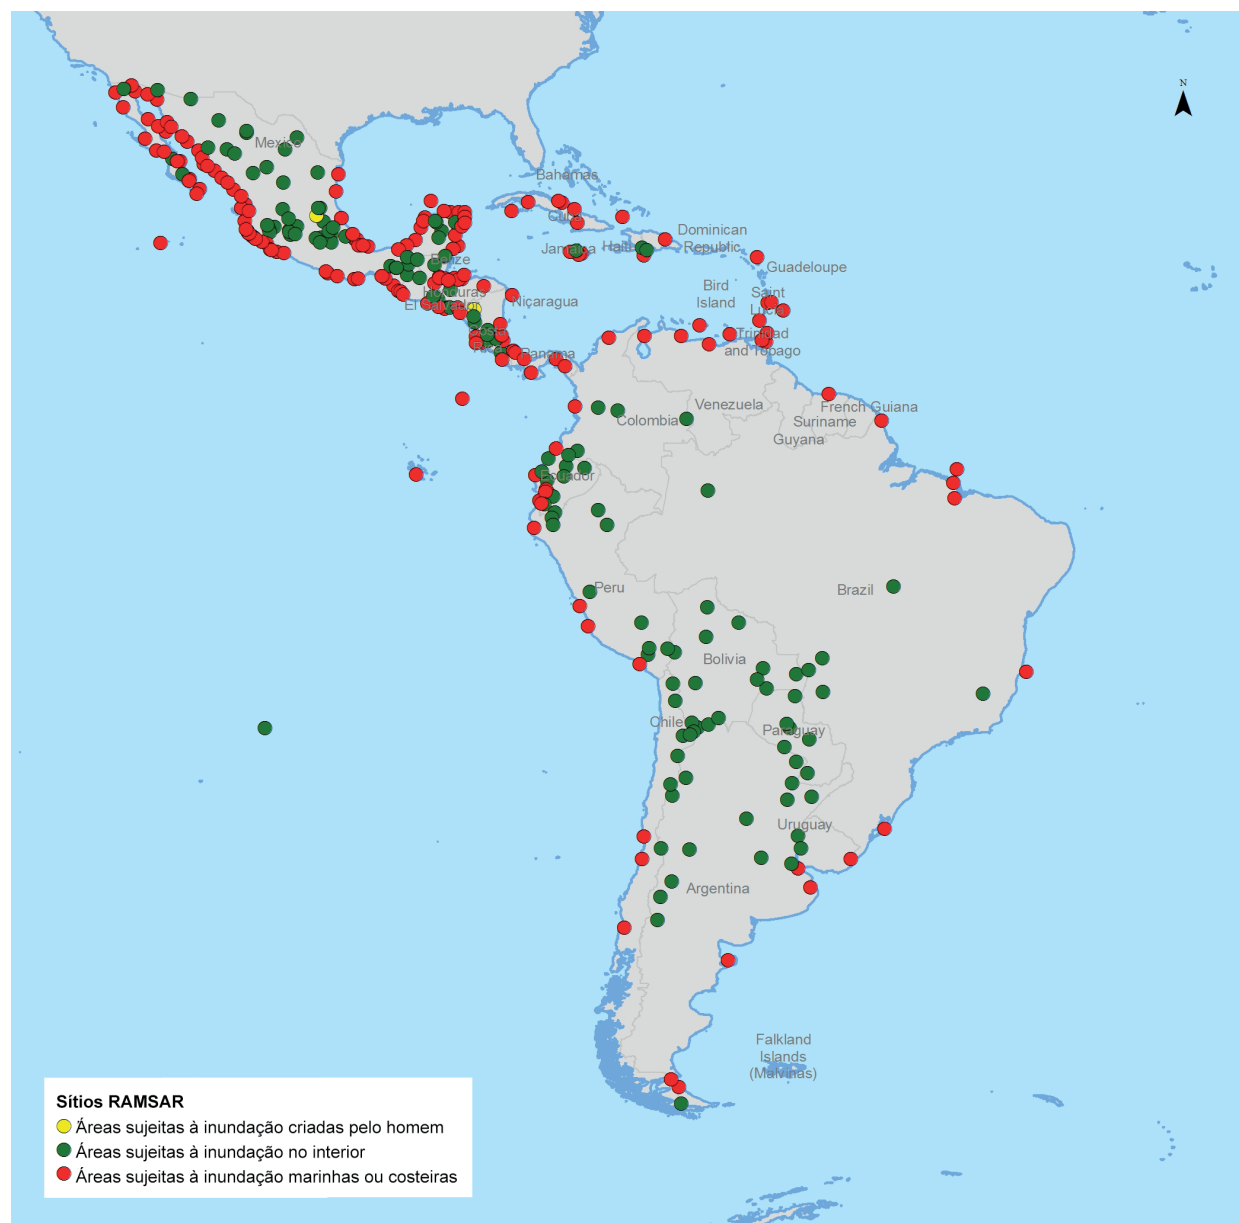 N
Mexico
Bahamas
Cuba
Dominican
Republic
Jamaica
Haiti
Guadeloupe
Belize
Bird
Island
Saint
Lucia
Honduras
El Salvador
Nicaragua
Costa
Rica
Panama
Trinidad
and Tobago
Venezuela
French Guiana
Colombia
Suriname
Guyana
Ecuador
Peru
Brazil
Bolivia
Chile
Paraguay
Uruguay
Argentina
Falkland
Islands
(Malvinas)
Sítios RAMSAR
Áreas sujeitas à inundação criadas pelo homem
Áreas sujeitas à inundação no interior
Áreas sujeitas à inundação marinhas ou costeiras